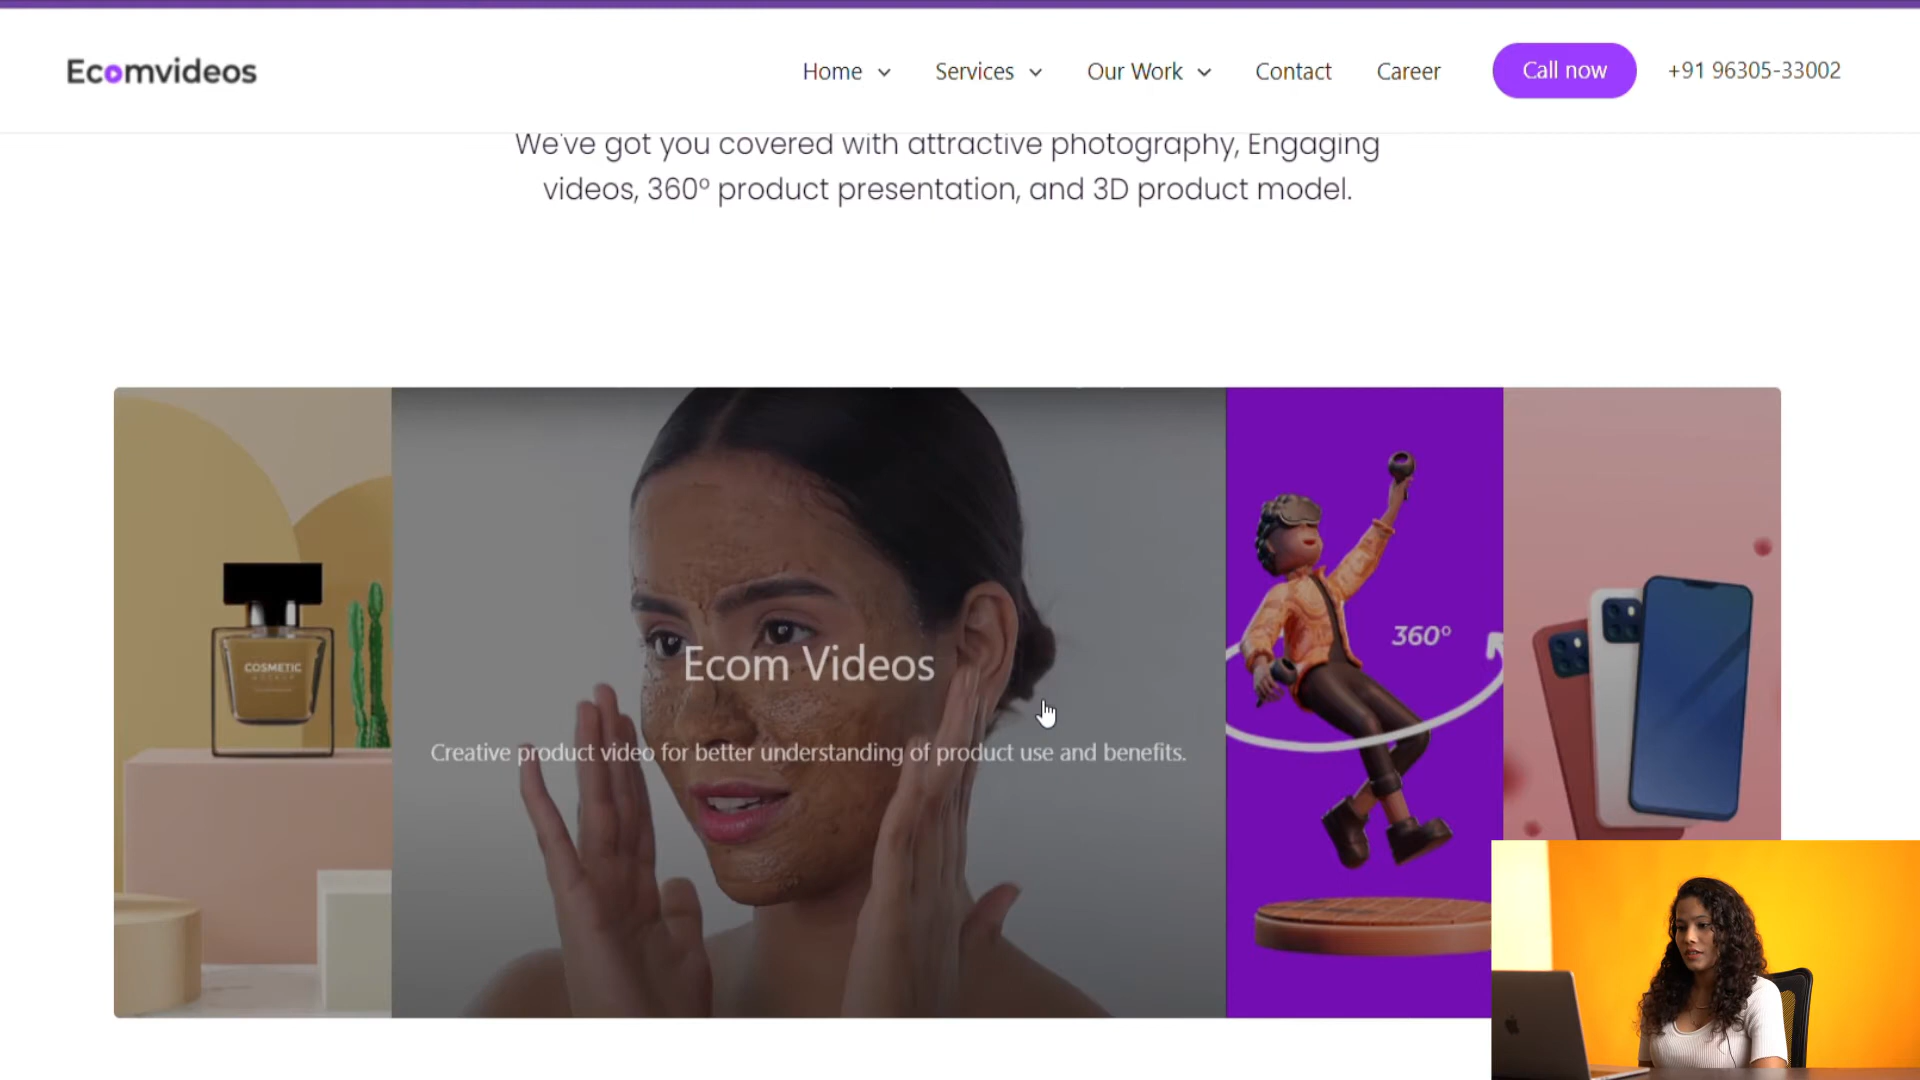 Ecomvideos
Home Services Our Work Contact Career Call now +91 96305-33002
We've got you covered with attractive photography, Engaging
videos, 360º product presentation, and 3D product model.
COSMETIC
360°
Ecom Videos
Creative product video for better understanding of product use and benefits.